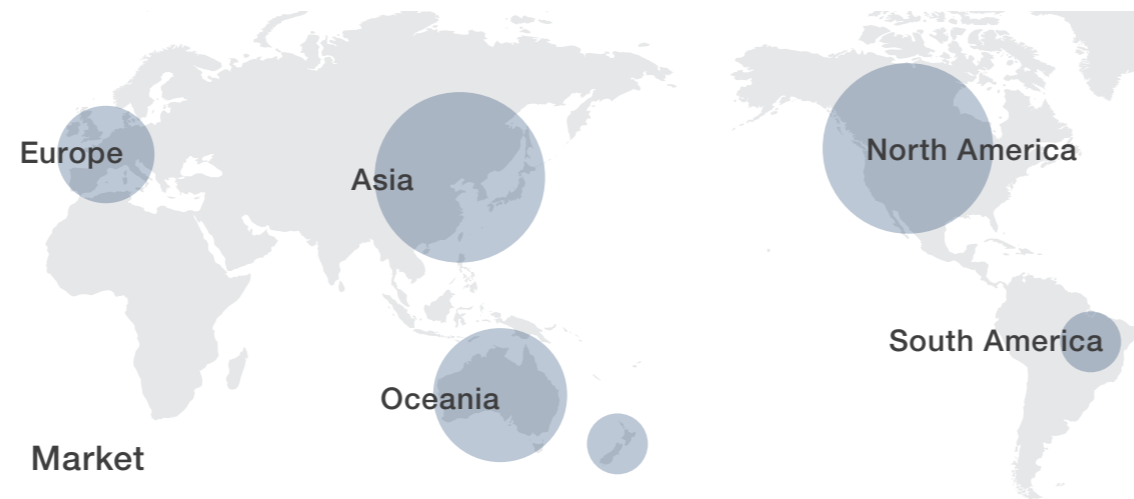 Europe
Asia
North America
South America
Oceania
Market